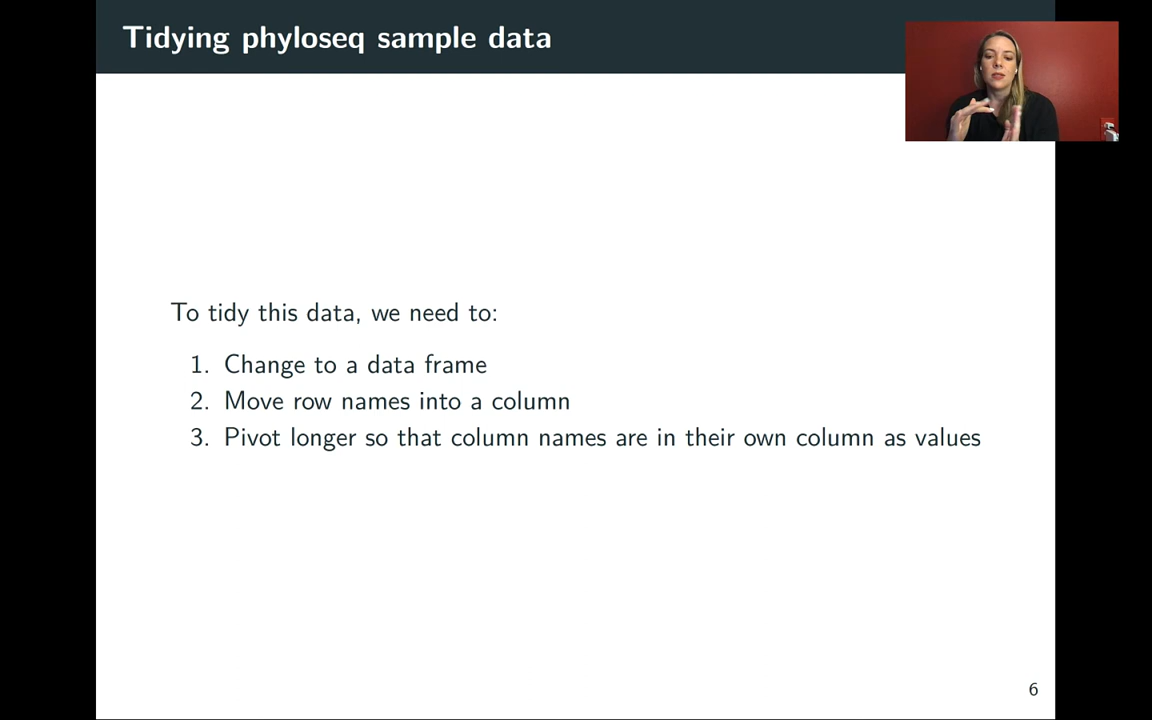 Tidying phyloseq sample data
To tidy this data, we need to:
1. Change to a data frame
2. Move row names into a column
3. Pivot longer so that column names are in their own column as values
6